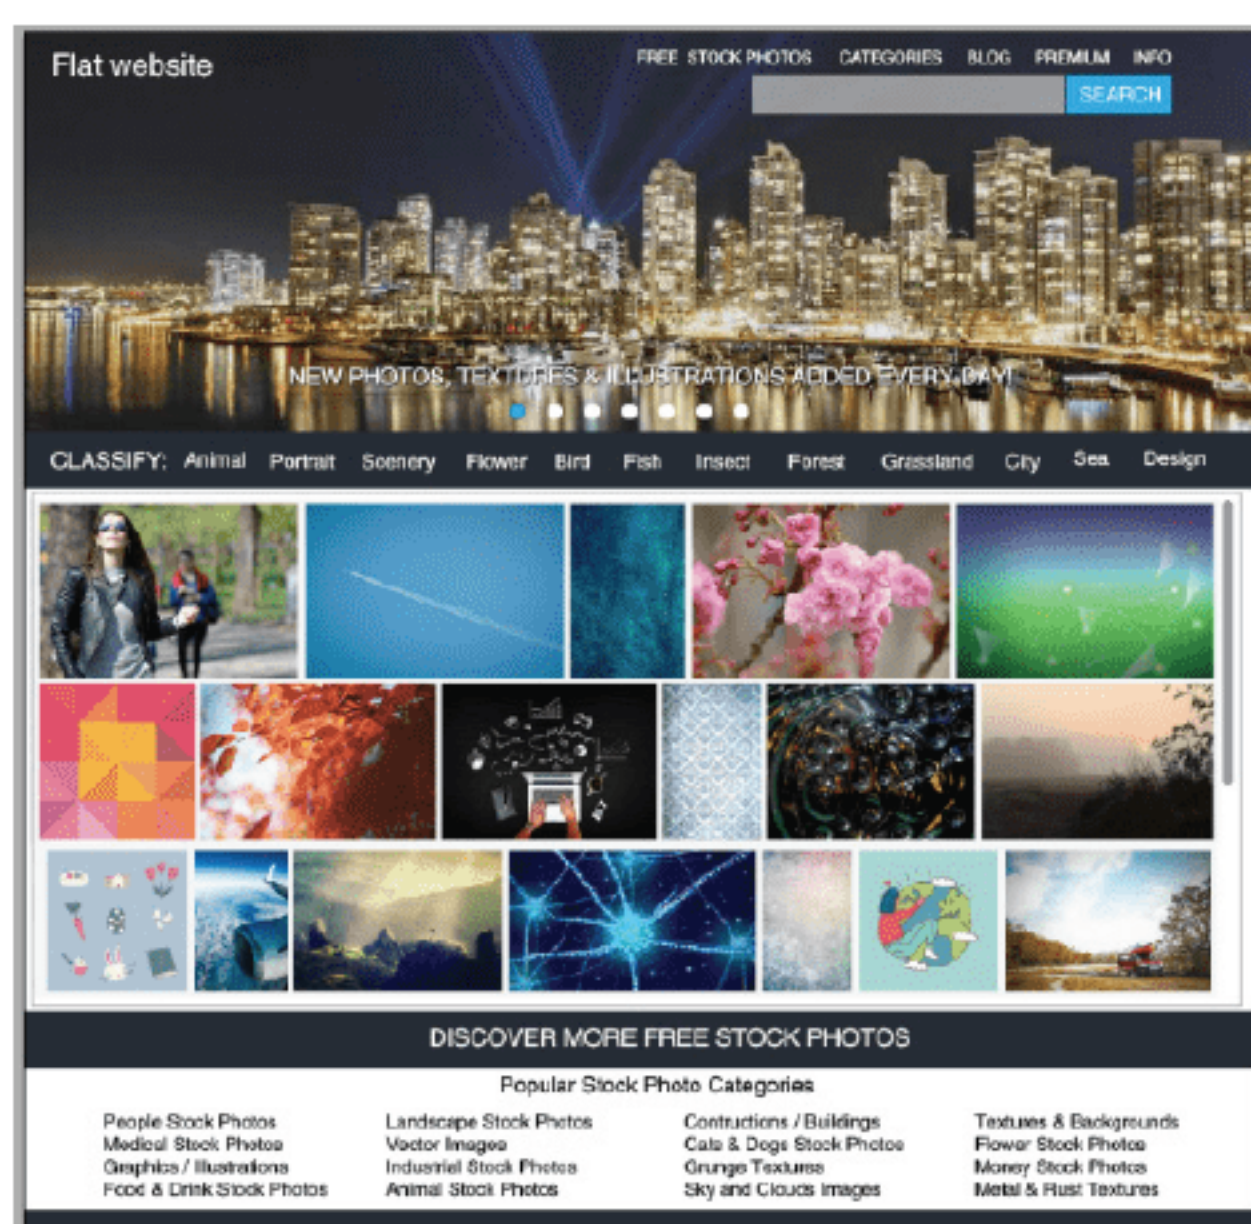 Flat website
FREE STOCK PHOTOS CATEGORIES BLOG PREMIUM INFO
SEARCH
NEW PHOTOS, TEXTURES & ILLUSTRATIONS ADDED EVERY DAY!
CLASSIFY: Animal Portrait Scenery Flower Bird Fish Insect Forest Grassland City Sea Design
DISCOVER MORE FREE STOCK PHOTOS
Popular Stock Photo Categories
People Stock Photos Landscape Stock Photos Contructions / Buildings Textures & Backgrounds
Medical Stock Photos Vector Images Cats & Dogs Stock Photos Flower Stock Photos
Graphics / Illustrations Industrial Stock Photos Grunge Textures Money Stock Photos
Food & Drink Stock Photos Animal Stock Photos Sky and Clouds Images Metal & Rust Textures